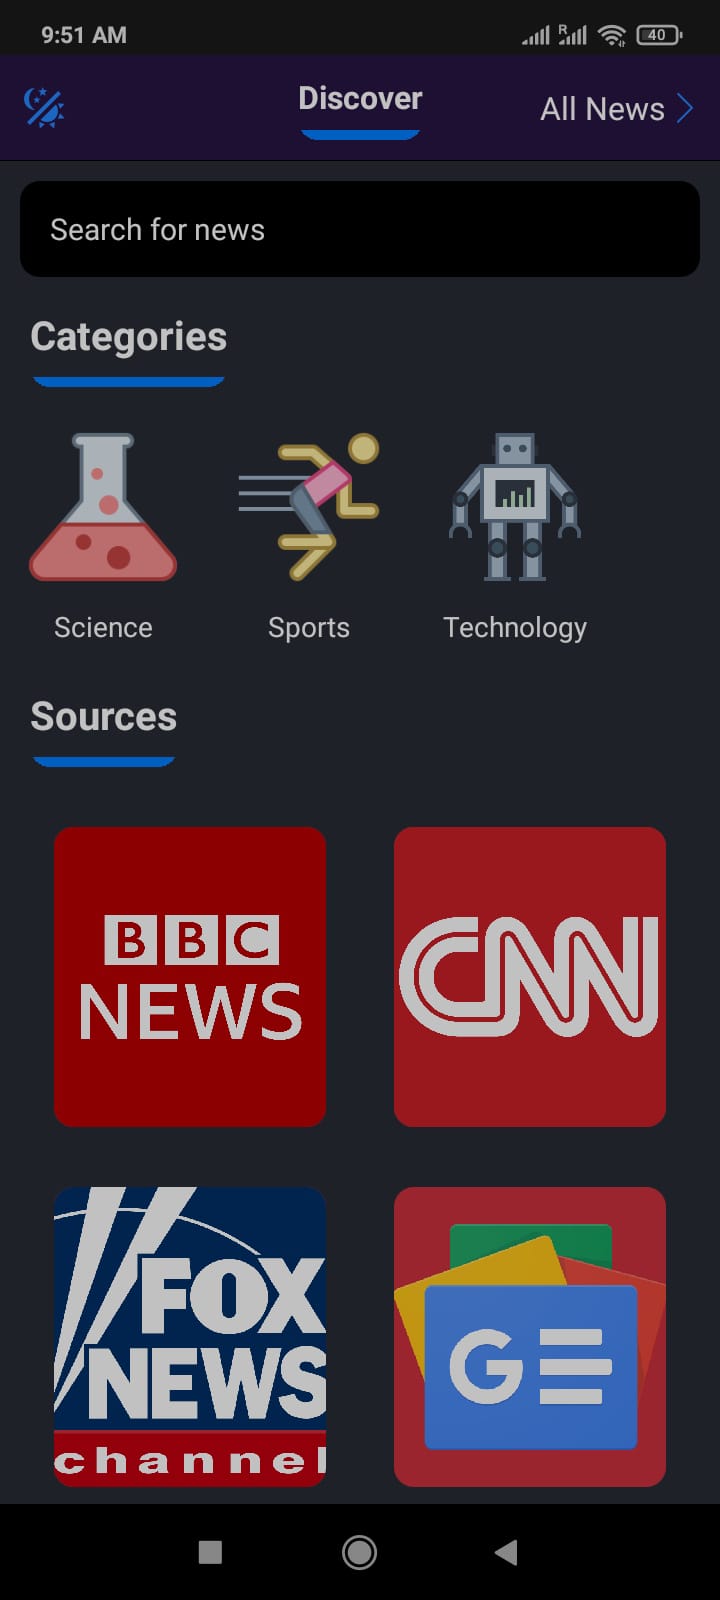 9:51 AM
R
40
Discover
All News
Search for news
Categories
Science
Sports
Technology
Sources
BBC
NEWS
CNN
FOX
NEWS
channel
G